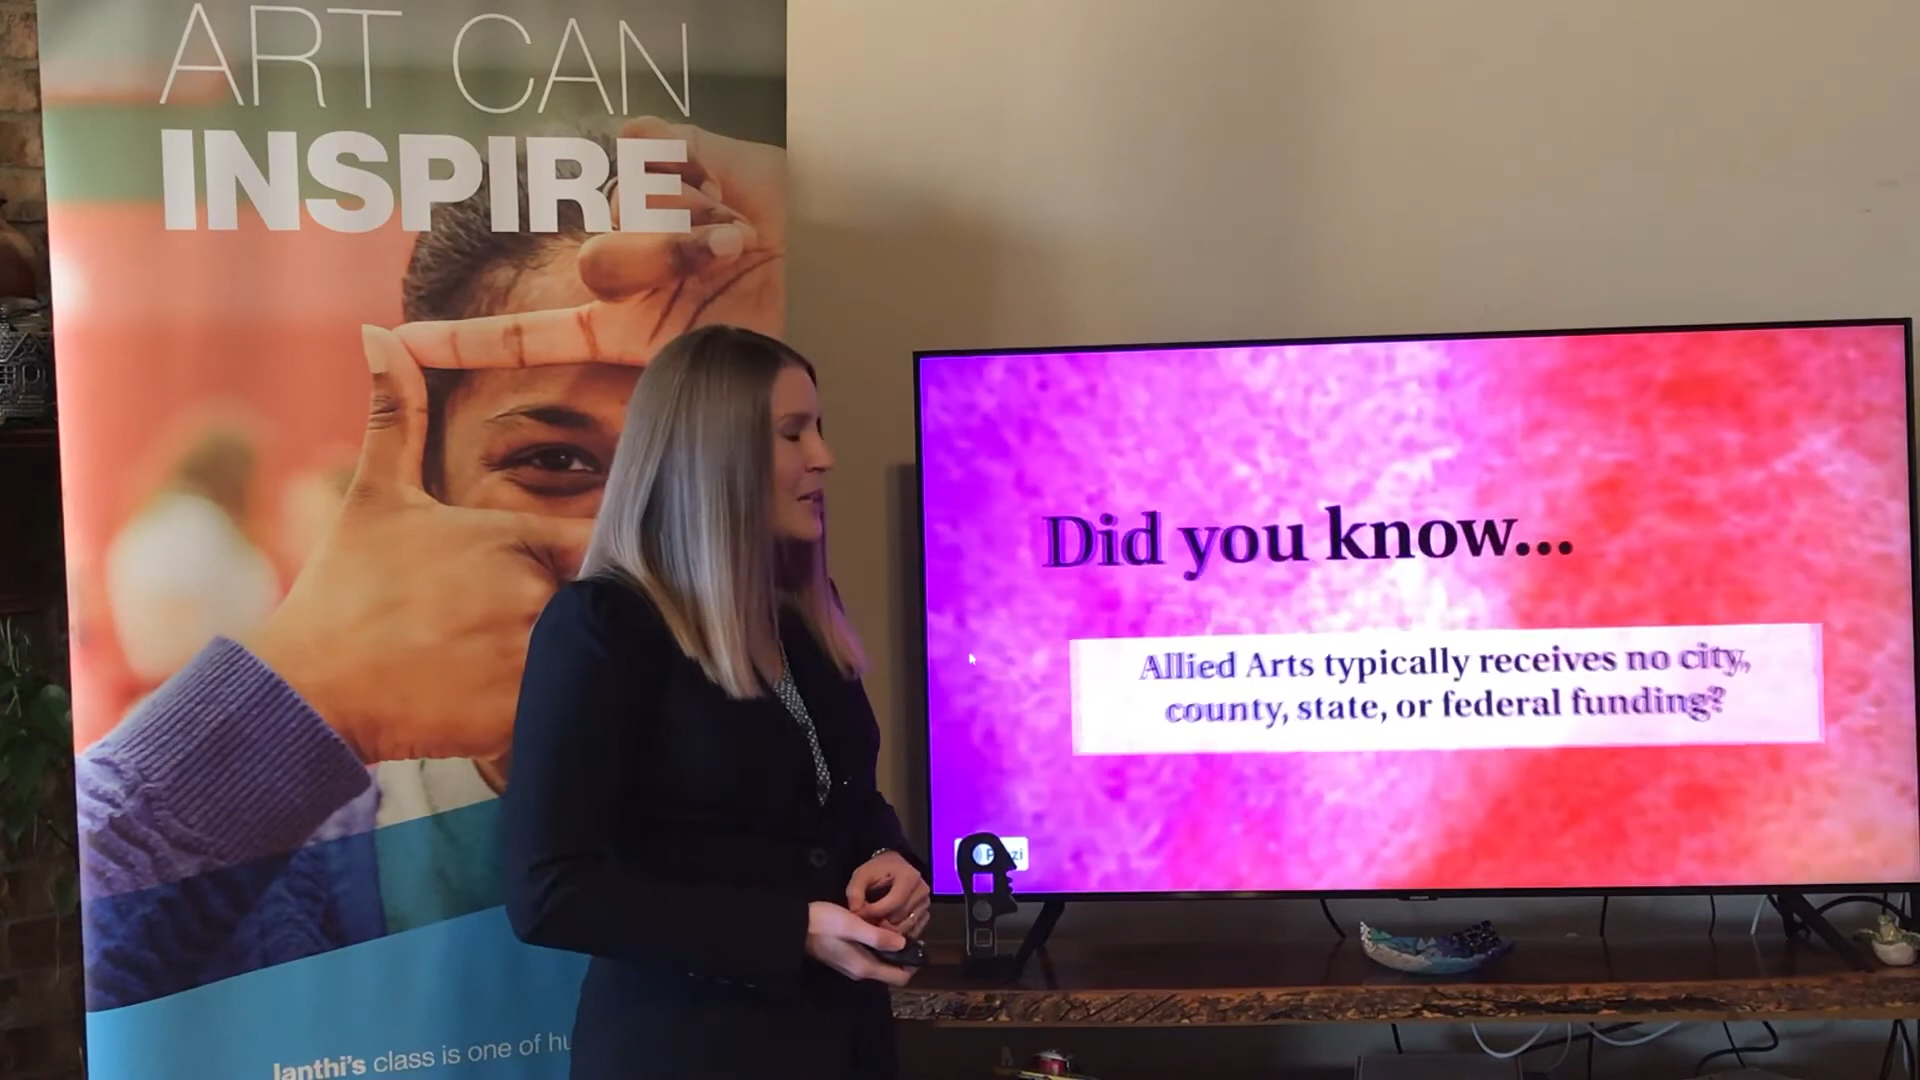 ART CAN
INSPIRE
Did you know...
Allied Arts typically receives no city,
county, state, or federal funding?
Ianthi's class is one of